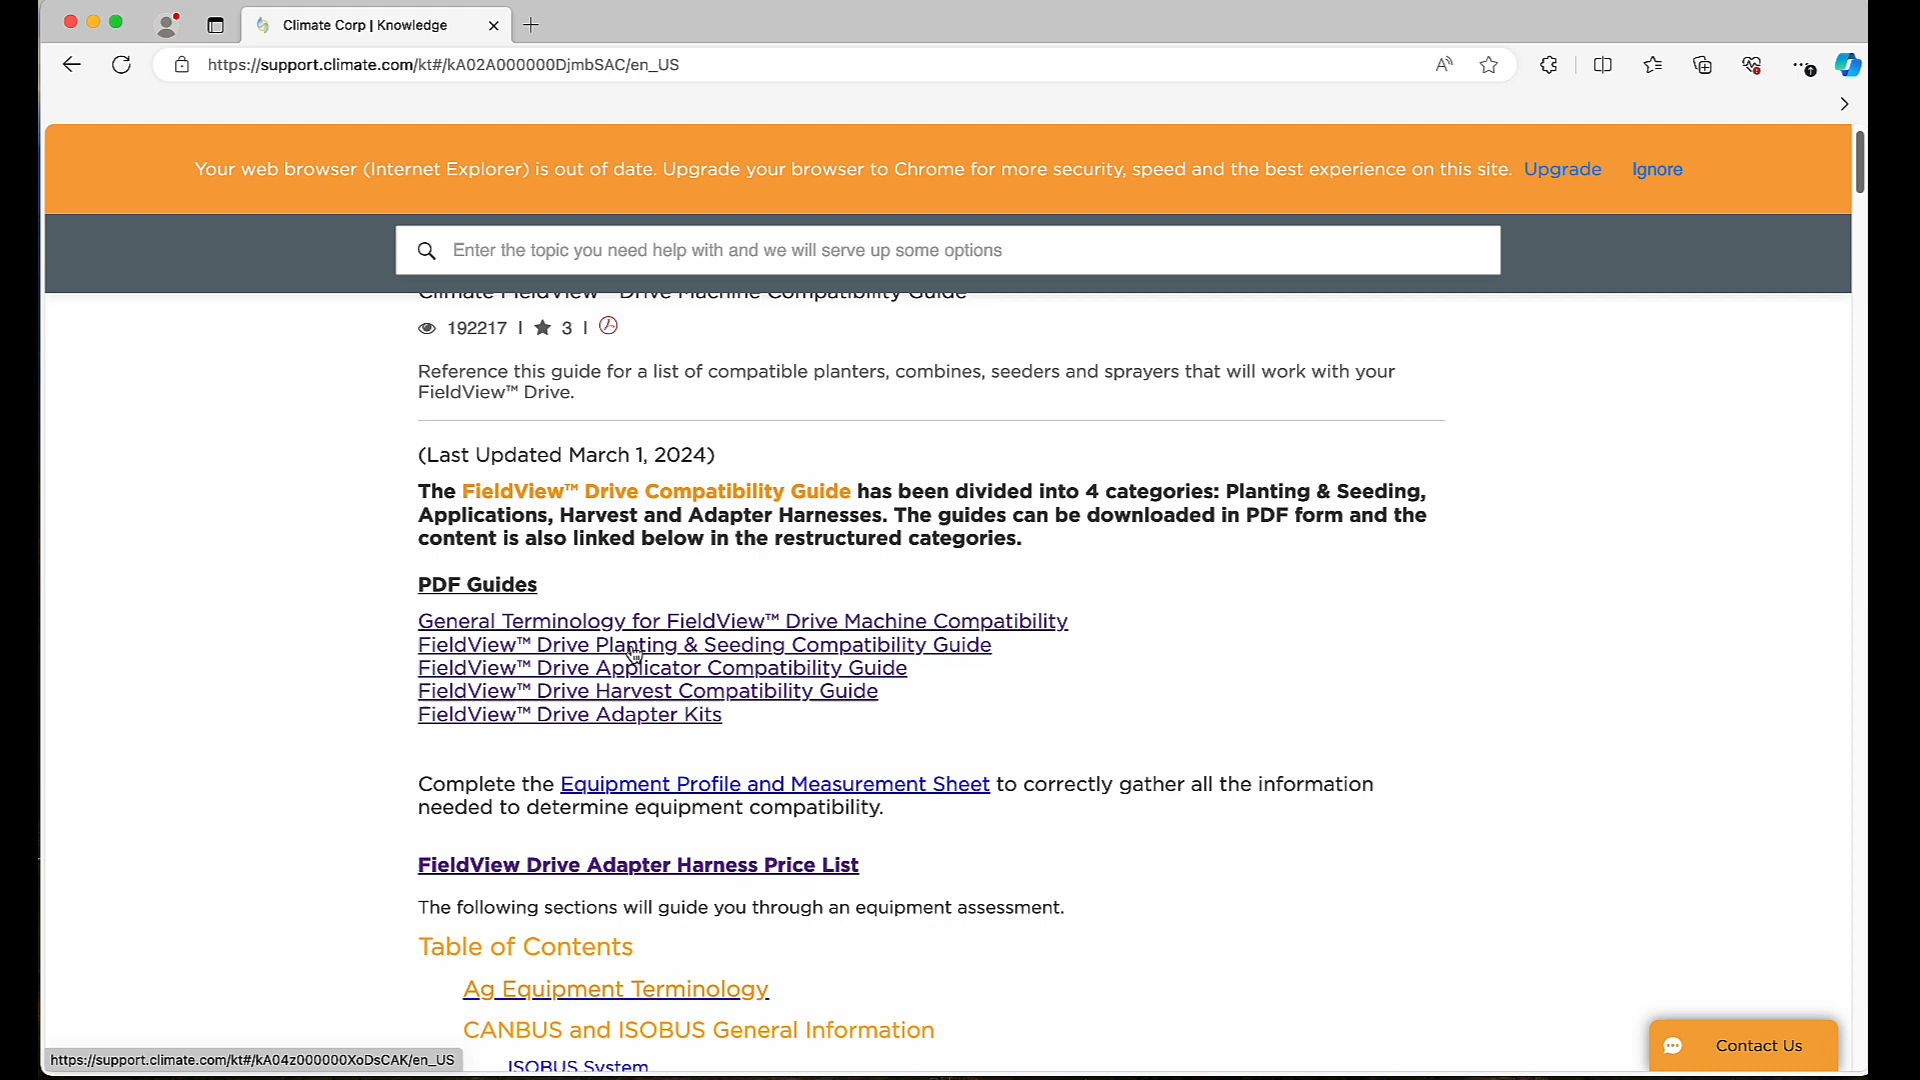 Climate Corp | Knowledge
https://support.climate.com/kt#/kA02A000000DjmbSAC/en_US
Your web browser (Internet Explorer) is out of date. Upgrade your browser to Chrome for more security, speed and the best experience on this site. Upgrade Ignore
Enter the topic you need help with and we will serve up some options
Climate FieldView™ Drive Machine Compatibility Guide
192217 | 3 |
Reference this guide for a list of compatible planters, combines, seeders and sprayers that will work with your
FieldView™ Drive.
(Last Updated March 1, 2024)
The FieldView™ Drive Compatibility Guide has been divided into 4 categories: Planting & Seeding,
Applications, Harvest and Adapter Harnesses. The guides can be downloaded in PDF form and the
content is also linked below in the restructured categories.
PDF Guides
General Terminology for FieldView™ Drive Machine Compatibility
FieldView™ Drive Planting & Seeding Compatibility Guide
FieldView™ Drive Applicator Compatibility Guide
FieldView™ Drive Harvest Compatibility Guide
FieldView™ Drive Adapter Kits
Complete the Equipment Profile and Measurement Sheet to correctly gather all the information
needed to determine equipment compatibility.
FieldView Drive Adapter Harness Price List
The following sections will guide you through an equipment assessment.
Table of Contents
Ag Equipment Terminology
CANBUS and ISOBUS General Information
ISOBUS System
Contact Us
https://support.climate.com/kt#/kA04z000000XoDsCAK/en_US